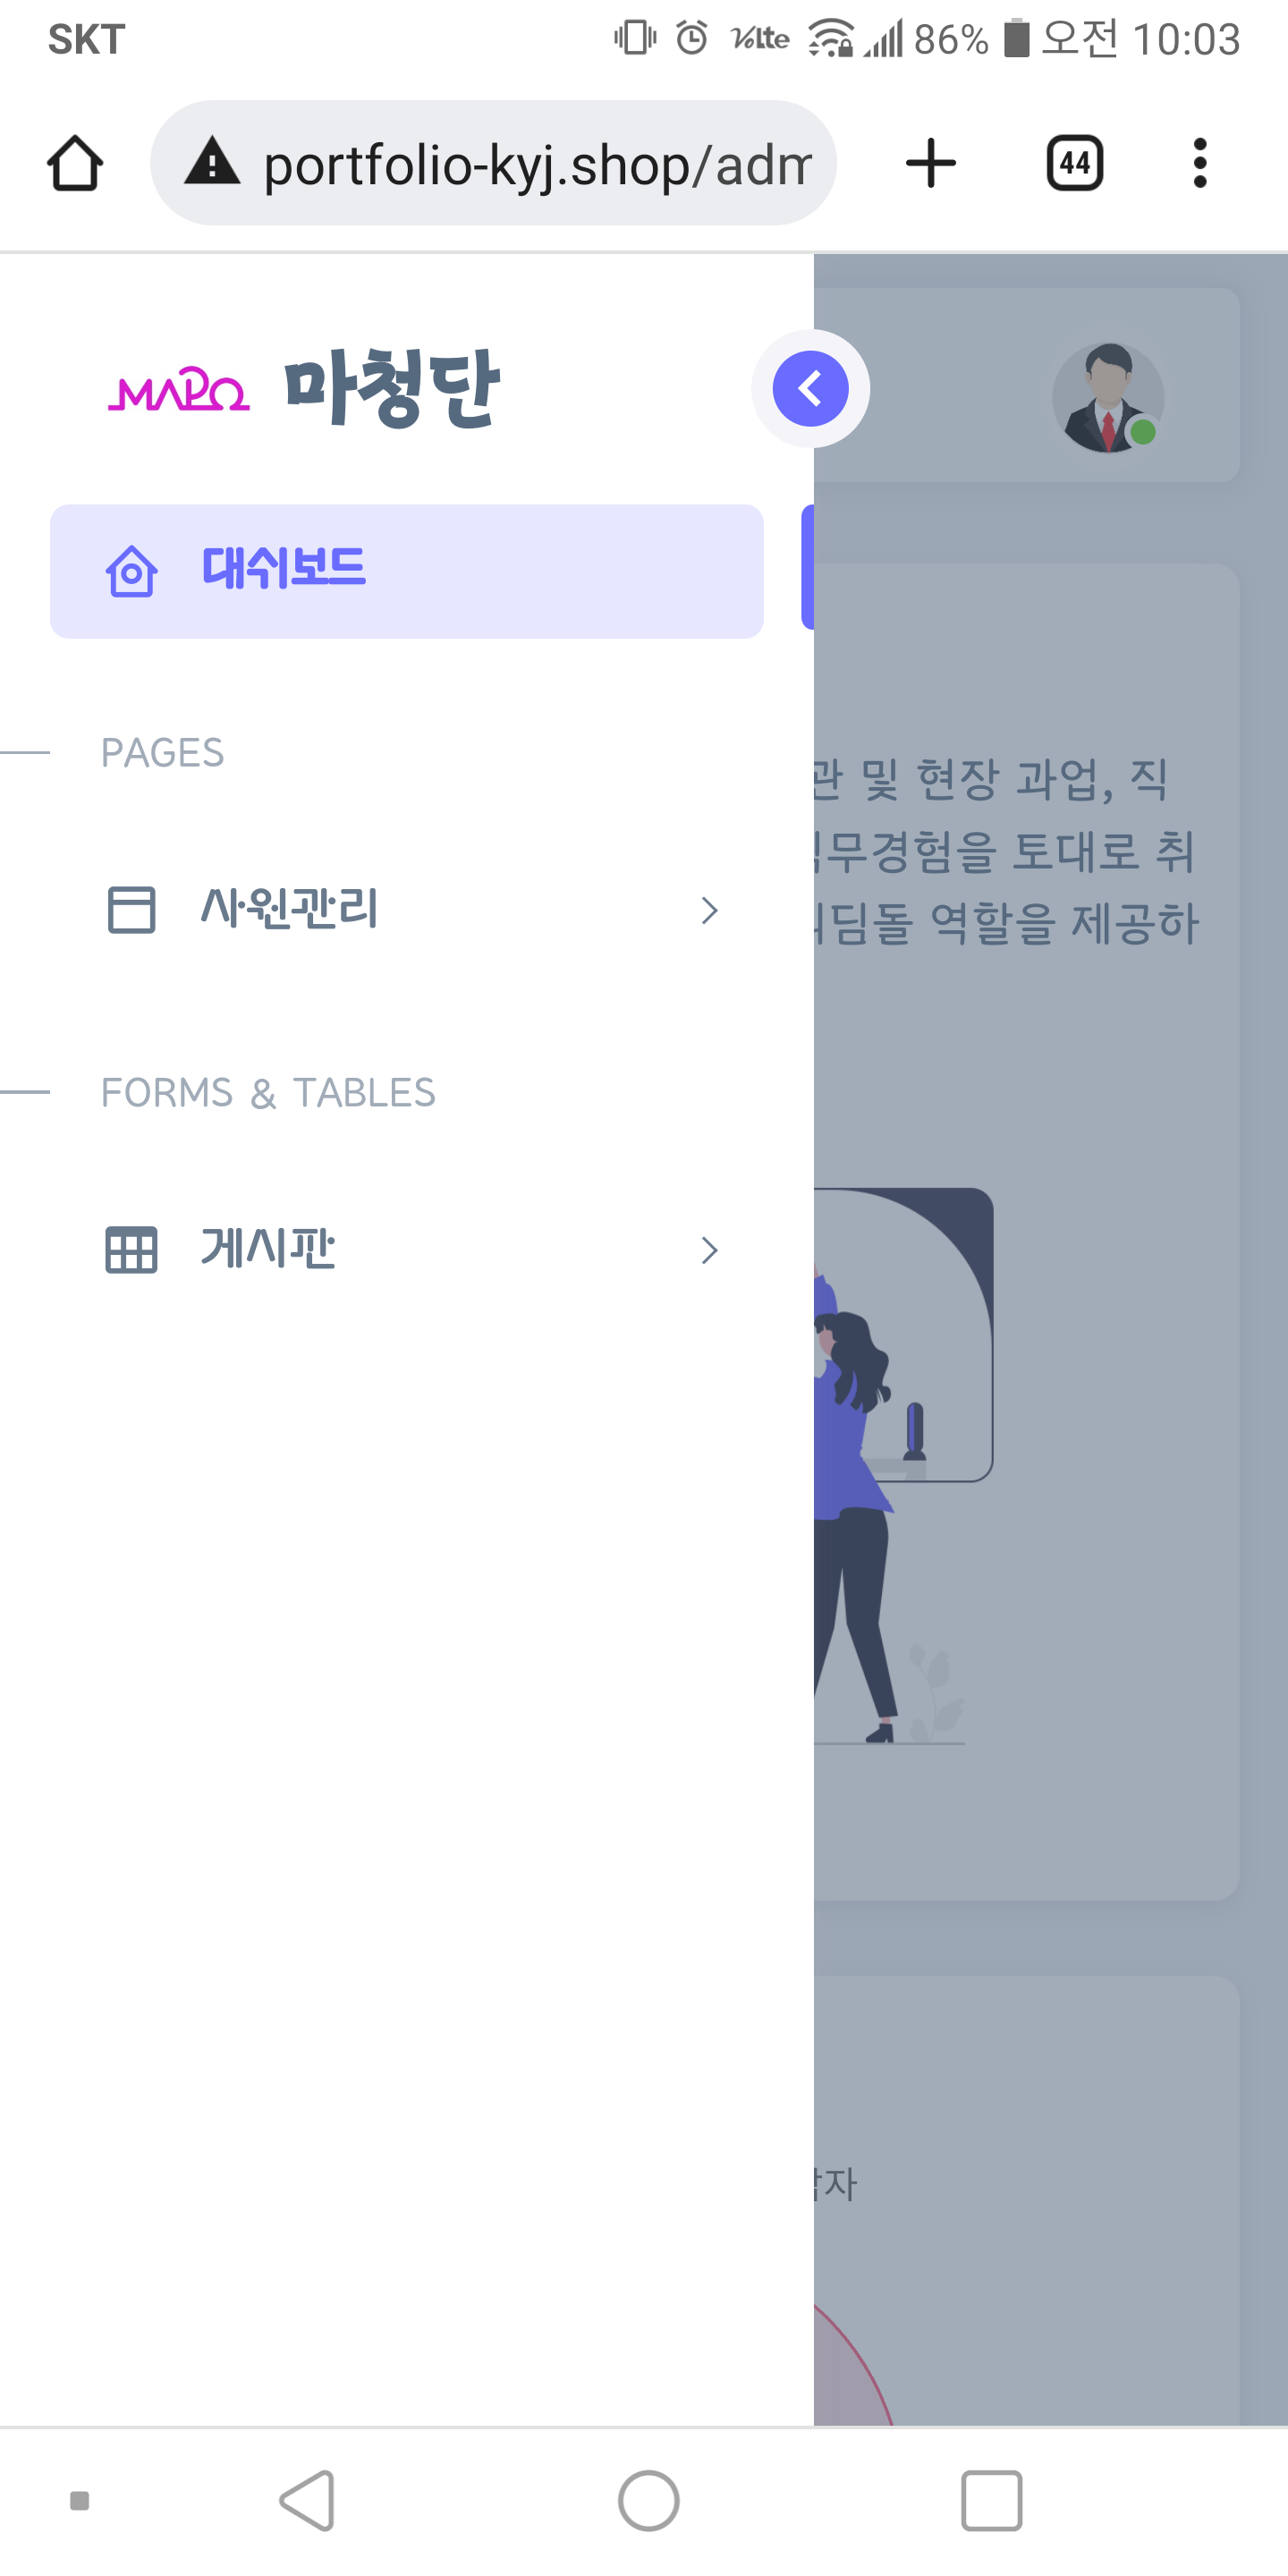 SKT
VoLte 86% 오전 10:03
portfolio-kyj.shop/adm
44
MAPO 마청단
대쉬보드
PAGES
관 및 현장 과업, 직
무경험을 토대로 취
사원관리
디딤돌 역할을 제공하
FORMS & TABLES
게시판
자